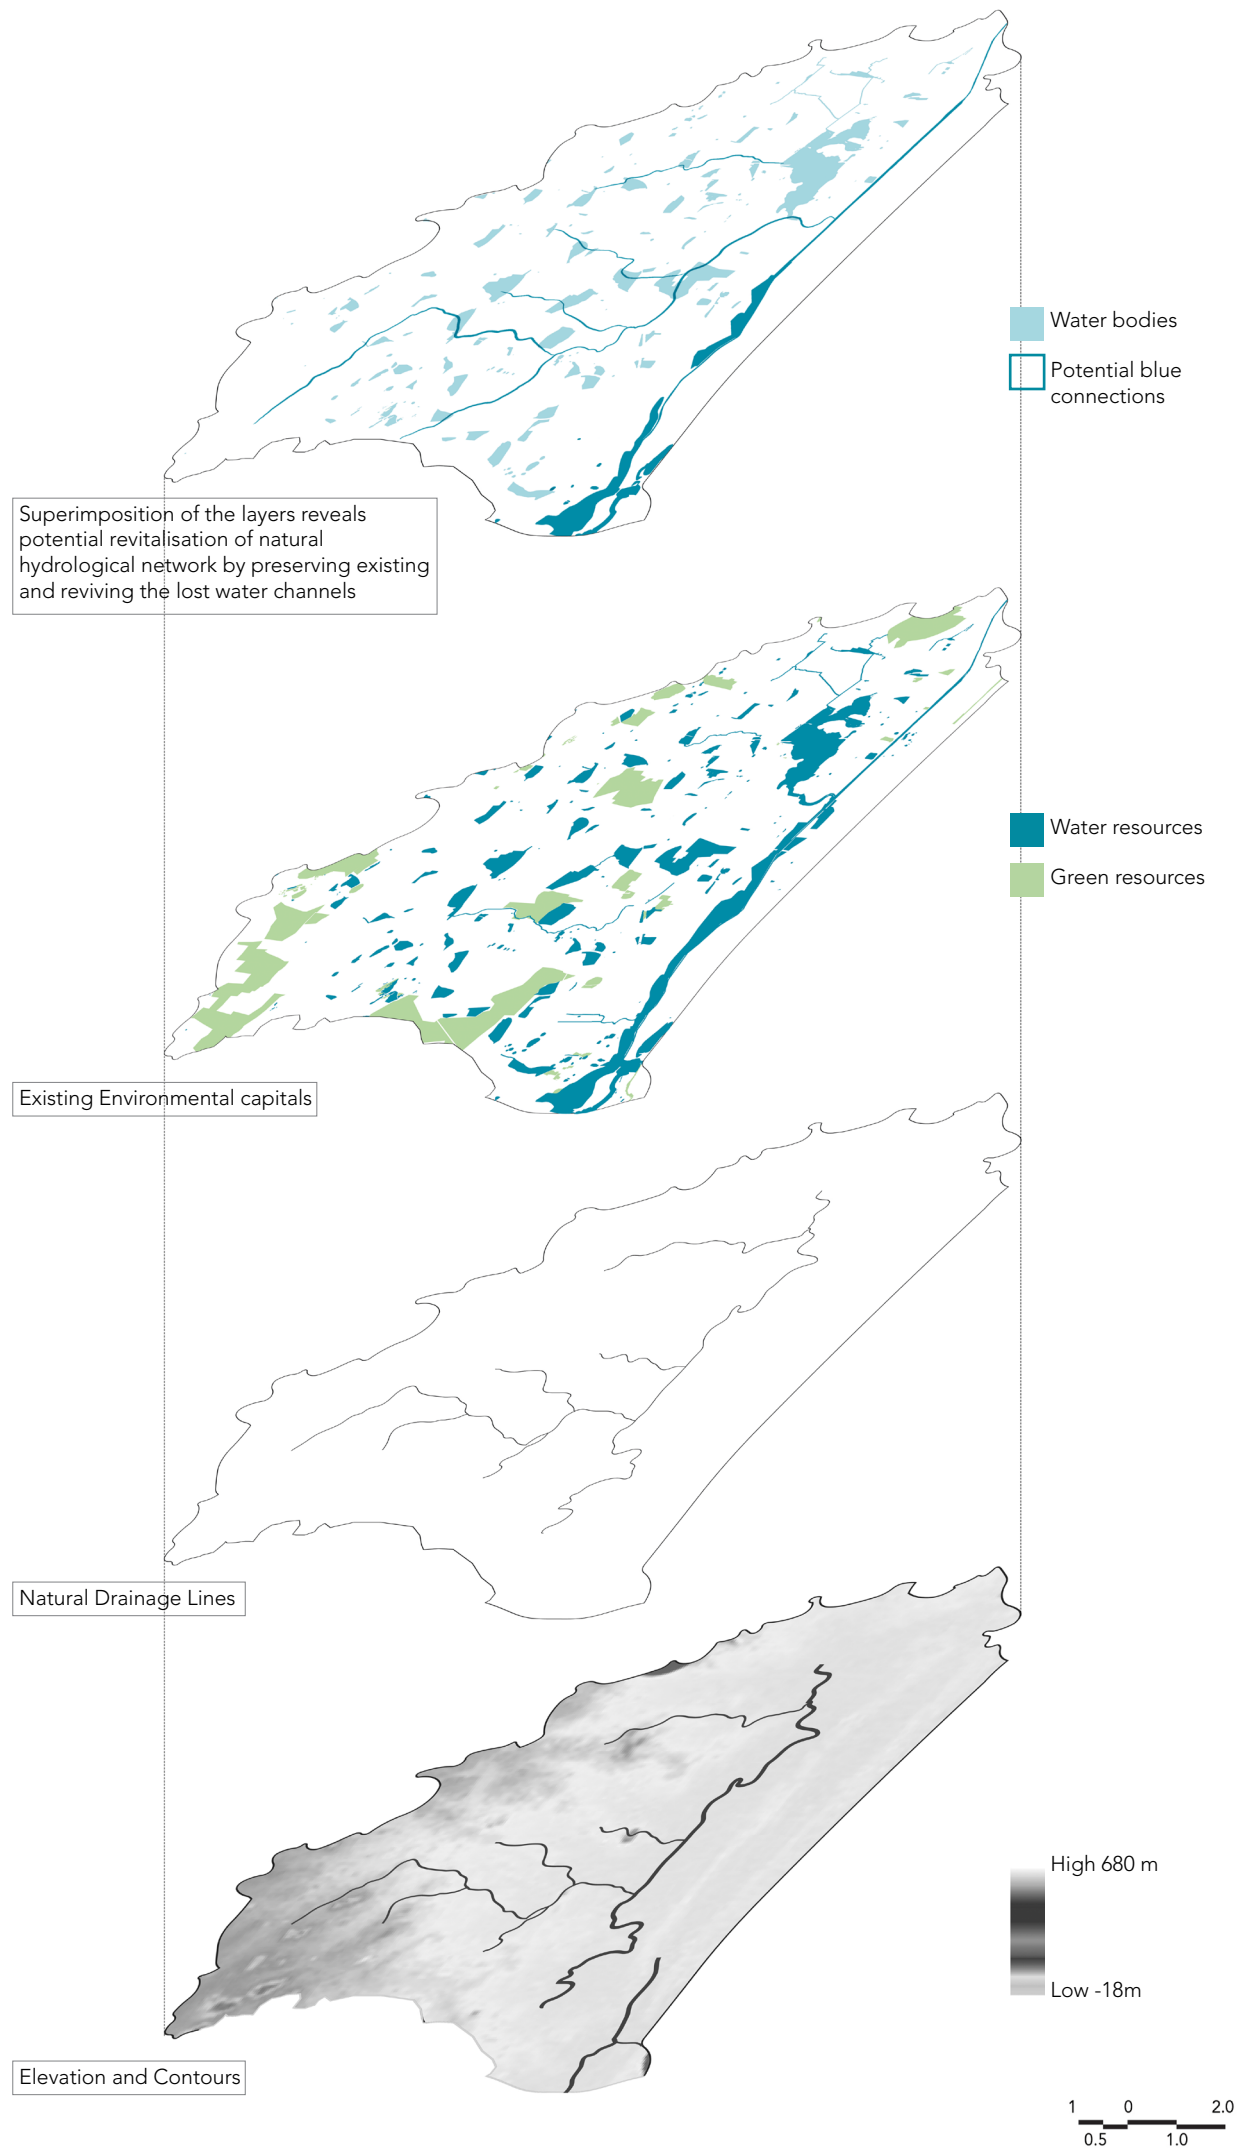 Water bodies
Potential blue
connections
Superimposition of the layers reveals
potential revitalisation of natural
hydrological network by preserving existing
and reviving the lost water channels
Water resources
Green resources
Existing Environmental capitals
Natural Drainage Lines
High 680 m
Low -18m
Elevation and Contours
1 0 2.0
0.5 1.0